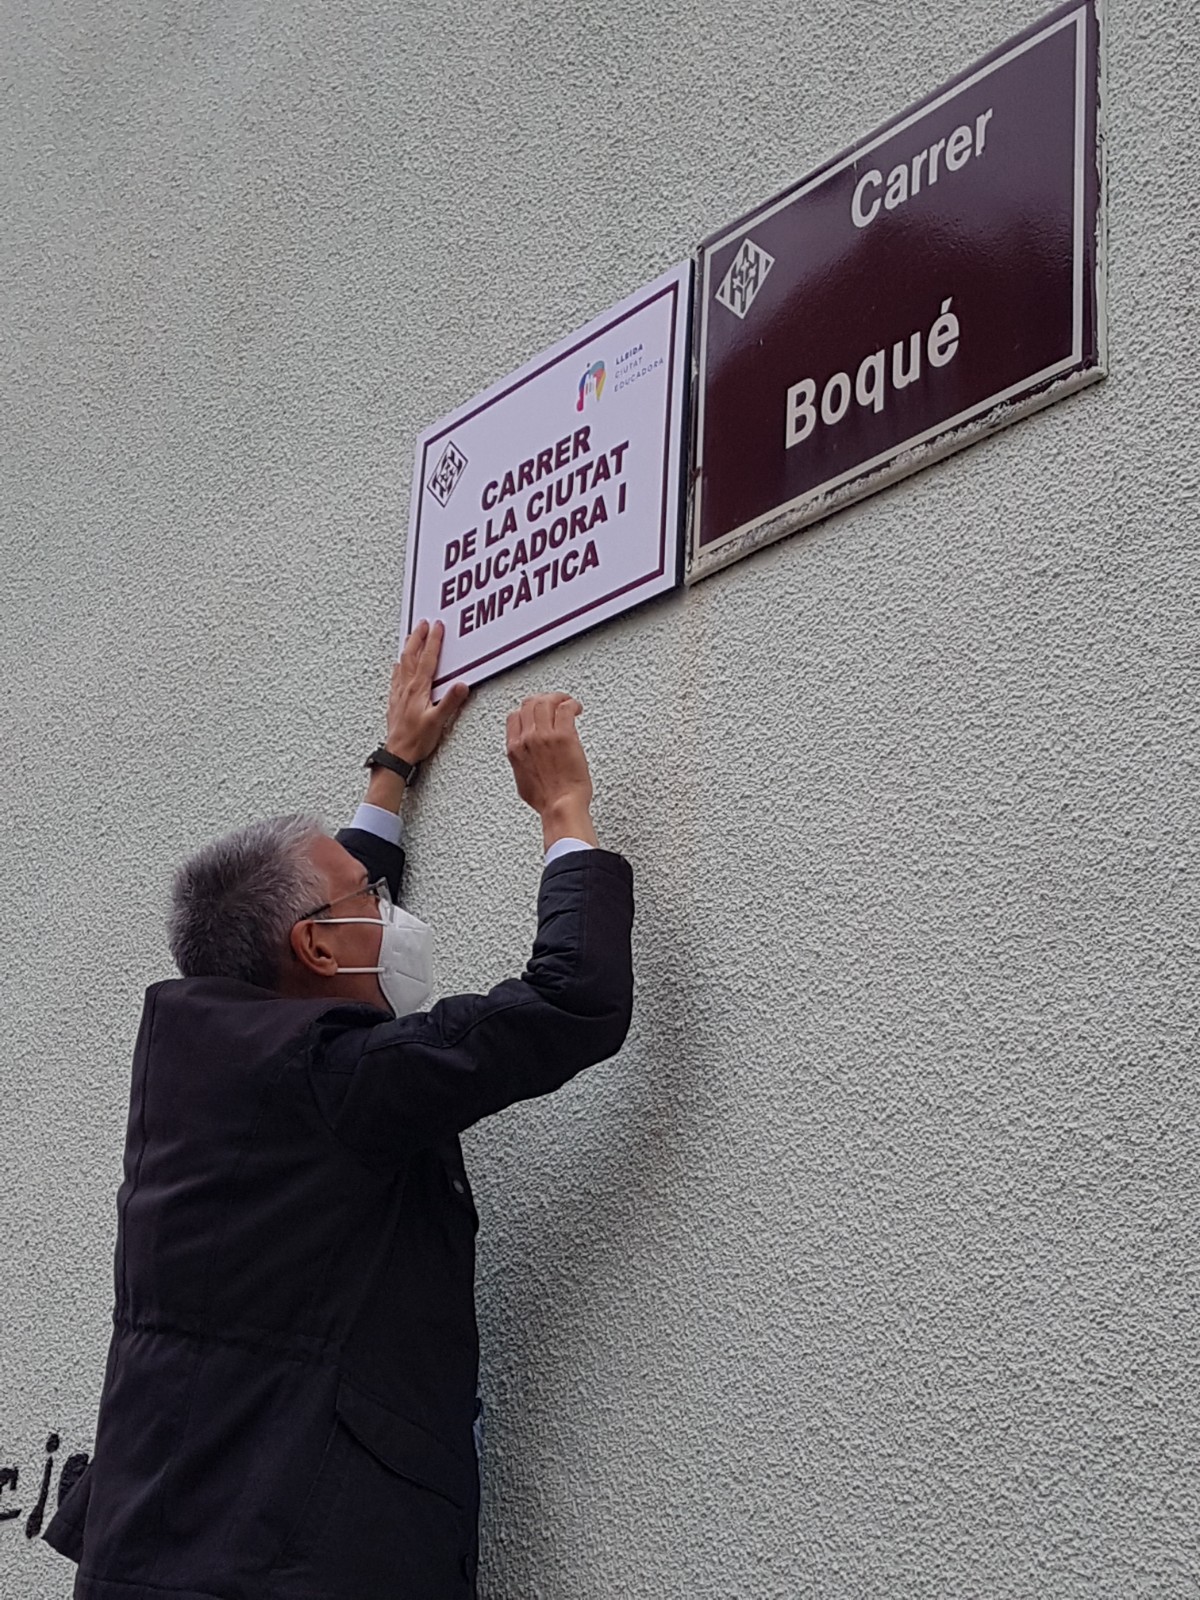 Carrer
Boqué
LLEIDA
CIUTAT
EDUCADORA
CARRER
DE LA CIUTAT
EDUCADORA I
EMPÀTICA